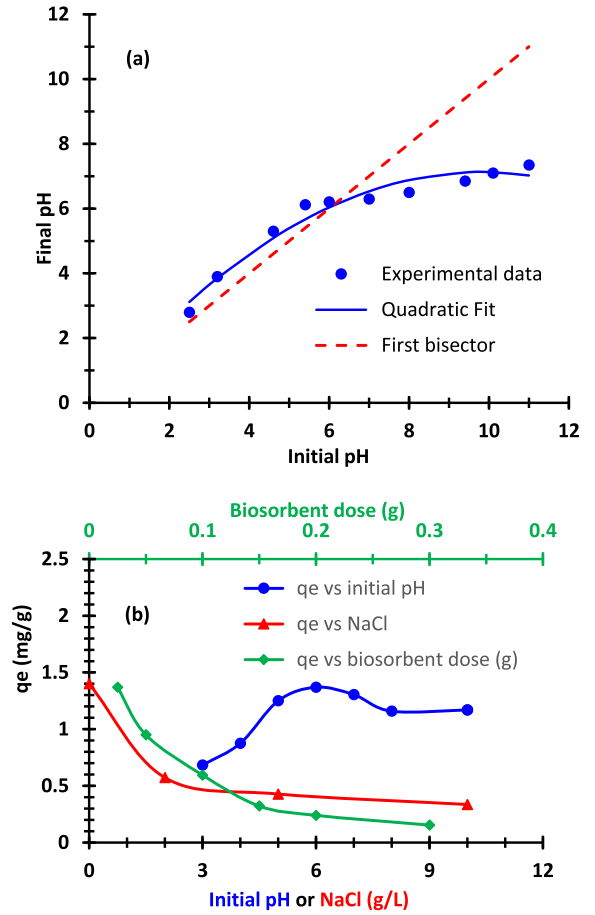 12
10
8
6
4
2
0
Final pH
(a)
Experimental data
Quadratic Fit
First bisector
0 2 4 6 8 10 12
Initial pH
Biosorbent dose (g)
0 0.1 0.2 0.3 0.4
2.5
2
1.5
1
0.5
0
qe (mg/g)
(b)
qe vs initial pH
qe vs NaCl
qe vs biosorbent dose (g)
0 3 6 9 12
Initial pH or NaCl (g/L)